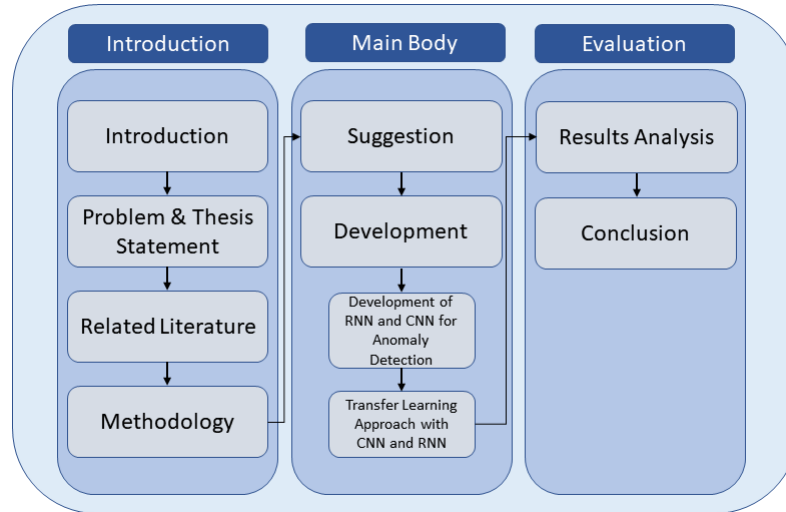 Introduction
Introduction
Problem & Thesis
Statement
Related Literature
Methodology
Main Body
Suggestion
Development
Development of
RNN and CNN for
Anomaly
Detection
Transfer Learning
Approach with
CNN and RNN
Evaluation
Results Analysis
Conclusion